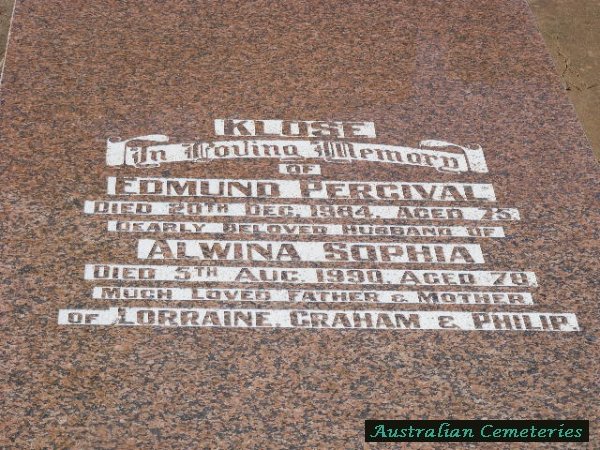 KLOSE
In Loving Memory
OF
EDMUND PERCIVAL
DIED 20TH DEC. 1984. AGED 75.
DEARLY BELOVED HUSBAND OF
ALWINA SOPHIA
DIED 5TH AUG. 1990. AGED 78.
MUCH LOVED FATHER & MOTHER
OF LORRAINE, GRAHAM & PHILIP.
Australian Cemeteries